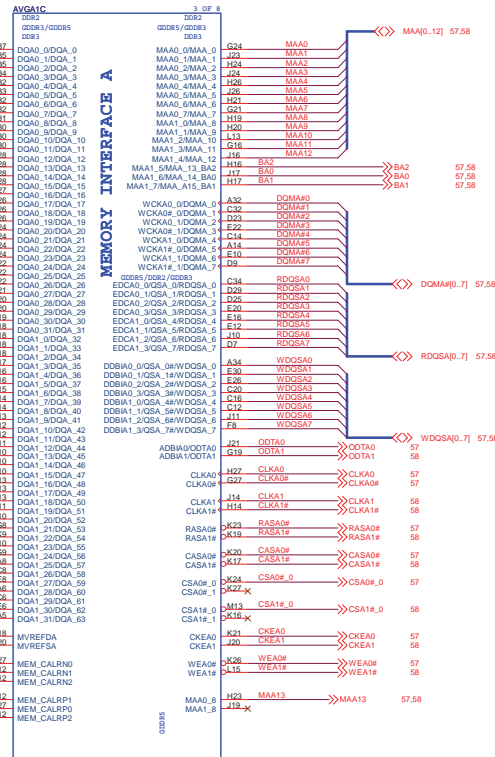 AVGA1C 3 OF 8
DDR2 DDR2
GDDR3/GDDR5 GDDR5/GDDR3
DDR3 DDR3
MAA[0..12] 57,58
DQA0_0/DQA_0 MAA0_0/MAA_0 G24 MAA0
DQA0_1/DQA_1 MAA0_1/MAA_1 J23 MAA1
DQA0_2/DQA_2 MAA0_2/MAA_2 H24 MAA2
DQA0_3/DQA_3 MAA0_3/MAA_3 J24 MAA3
DQA0_4/DQA_4 MAA0_4/MAA_4 H26 MAA4
DQA0_5/DQA_5 MAA0_5/MAA_5 J26 MAA5
DQA0_6/DQA_6 MAA0_6/MAA_6 H21 MAA6
DQA0_7/DQA_7 MAA0_7/MAA_7 G21 MAA7
DQA0_8/DQA_8 MAA1_0/MAA_8 H19 MAA8
DQA0_9/DQA_9 MAA1_1/MAA_9 H20 MAA9
DQA0_10/DQA_10 MAA1_2/MAA_10 L13 MAA10
DQA0_11/DQA_11 MAA1_3/MAA_11 G16 MAA11
DQA0_12/DQA_12 MAA1_4/MAA_12 J16 MAA12
DQA0_13/DQA_13 MAA1_5/MAA_13_BA2 H16 BA2 BA2 57,58
DQA0_14/DQA_14 MAA1_6/MAA_14_BA0 J17 BA0 BA0 57,58
DQA0_15/DQA_15 MAA1_7/MAA_A15_BA1 H17 BA1 BA1 57,58
DQA0_16/DQA_16
DQA0_17/DQA_17 WCKA0_0/DQMA_0 A32 DQMA#0
DQA0_18/DQA_18 WCKA0#_0/DQMA_1 C32 DQMA#1
DQA0_19/DQA_19 WCKA0_1/DQMA_2 D23 DQMA#2
DQA0_20/DQA_20 WCKA0#_1/DQMA_3 E22 DQMA#3
DQA0_21/DQA_21 WCKA1_0/DQMA_4 C14 DQMA#4
DQA0_22/DQA_22 WCKA1#_0/DQMA_5 A14 DQMA#5
DQA0_23/DQA_23 WCKA1_1/DQMA_6 E10 DQMA#6
DQA0_24/DQA_24 WCKA1#_1/DQMA_7 D9 DQMA#7
DQA0_25/DQA_25 GDDR5/DDR2/GDDR3
DQA0_26/DQA_26 EDCA0_0/QSA_0/RDQSA_0 C34 RDQSA0 DQMA#[0..7] 57,58
DQA0_27/DQA_27 EDCA0_1/QSA_1/RDQSA_1 D29 RDQSA1
DQA0_28/DQA_28 EDCA0_2/QSA_2/RDQSA_2 D25 RDQSA2
DQA0_29/DQA_29 EDCA0_3/QSA_3/RDQSA_3 E20 RDQSA3
DQA0_30/DQA_30 EDCA1_0/QSA_4/RDQSA_4 E16 RDQSA4
DQA0_31/DQA_31 EDCA1_1/QSA_5/RDQSA_5 E12 RDQSA5
DQA1_0/DQA_32 EDCA1_2/QSA_6/RDQSA_6 J10 RDQSA6
DQA1_1/DQA_33 EDCA1_3/QSA_7/RDQSA_7 D7 RDQSA7
DQA1_2/DQA_34 RDQSA[0..7] 57,58
DQA1_3/DQA_35 DDBIA0_0/QSA_0#/WDQSA_0 A34 WDQSA0
DQA1_4/DQA_36 DDBIA0_1/QSA_1#/WDQSA_1 E30 WDQSA1
DQA1_5/DQA_37 DDBIA0_2/QSA_2#/WDQSA_2 E26 WDQSA2
DQA1_6/DQA_38 DDBIA0_3/QSA_3#/WDQSA_3 C20 WDQSA3
DQA1_7/DQA_39 DDBIA1_0/QSA_4#/WDQSA_4 C16 WDQSA4
DQA1_8/DQA_40 DDBIA1_1/QSA_5#/WDQSA_5 C12 WDQSA5
DQA1_9/DQA_41 DDBIA1_2/QSA_6#/WDQSA_6 J11 WDQSA6
DQA1_10/DQA_42 DDBIA1_3/QSA_7#/WDQSA_7 F8 WDQSA7
DQA1_11/DQA_43 WDQSA[0..7]
DQA1_12/DQA_44 ADBIA0/ODTA0 J21 ODTA0 ODTA0 57
DQA1_13/DQA_45 ADBIA1/ODTA1 G19 ODTA1 ODTA1 58
DQA1_14/DQA_46
DQA1_15/DQA_47 CLKA0 H27 CLKA0 CLKA0 57
DQA1_16/DQA_48 CLKA0# G27 CLKA0# CLKA0# 57
DQA1_17/DQA_49
DQA1_18/DQA_50 CLKA1 J14 CLKA1 CLKA1 58
DQA1_19/DQA_51 CLKA1# H14 CLKA1# CLKA1# 58
DQA1_20/DQA_52
DQA1_21/DQA_53 RASA0# K23 RASA0# RASA0# 57
DQA1_22/DQA_54 RASA1# K19 RASA1# RASA1# 58
DQA1_23/DQA_55
DQA1_24/DQA_56 CASA0# K20 CASA0# CASA0# 57
DQA1_25/DQA_57 CASA1# K17 CASA1# CASA1# 58
DQA1_26/DQA_58
DQA1_27/DQA_59 CSA0#_0 K24 CSA0#_0 CSA0#_0 57
DQA1_28/DQA_60 CSA0#_1 K27
DQA1_29/DQA_61
DQA1_30/DQA_62 CSA1#_0 M13 CSA1#_0 CSA1#_0 58
DQA1_31/DQA_63 CSA1#_1 K16
MVREFDA CKEA0 K21 CKEA0 CKEA0 57
MVREFSA CKEA1 J20 CKEA1 CKEA1 58
MEM_CALRN0 WEA0# K26 WEA0# WEA0# 57
MEM_CALRN1 WEA1# L15 WEA1# WEA1# 58
MEM_CALRN2
MEM_CALRP1 MAA0_8 H23 MAA13 MAA13 57,58
MEM_CALRP0 MAA1_8 J19
MEM_CALRP2
GDDR5
MEMORY INTERFACE A